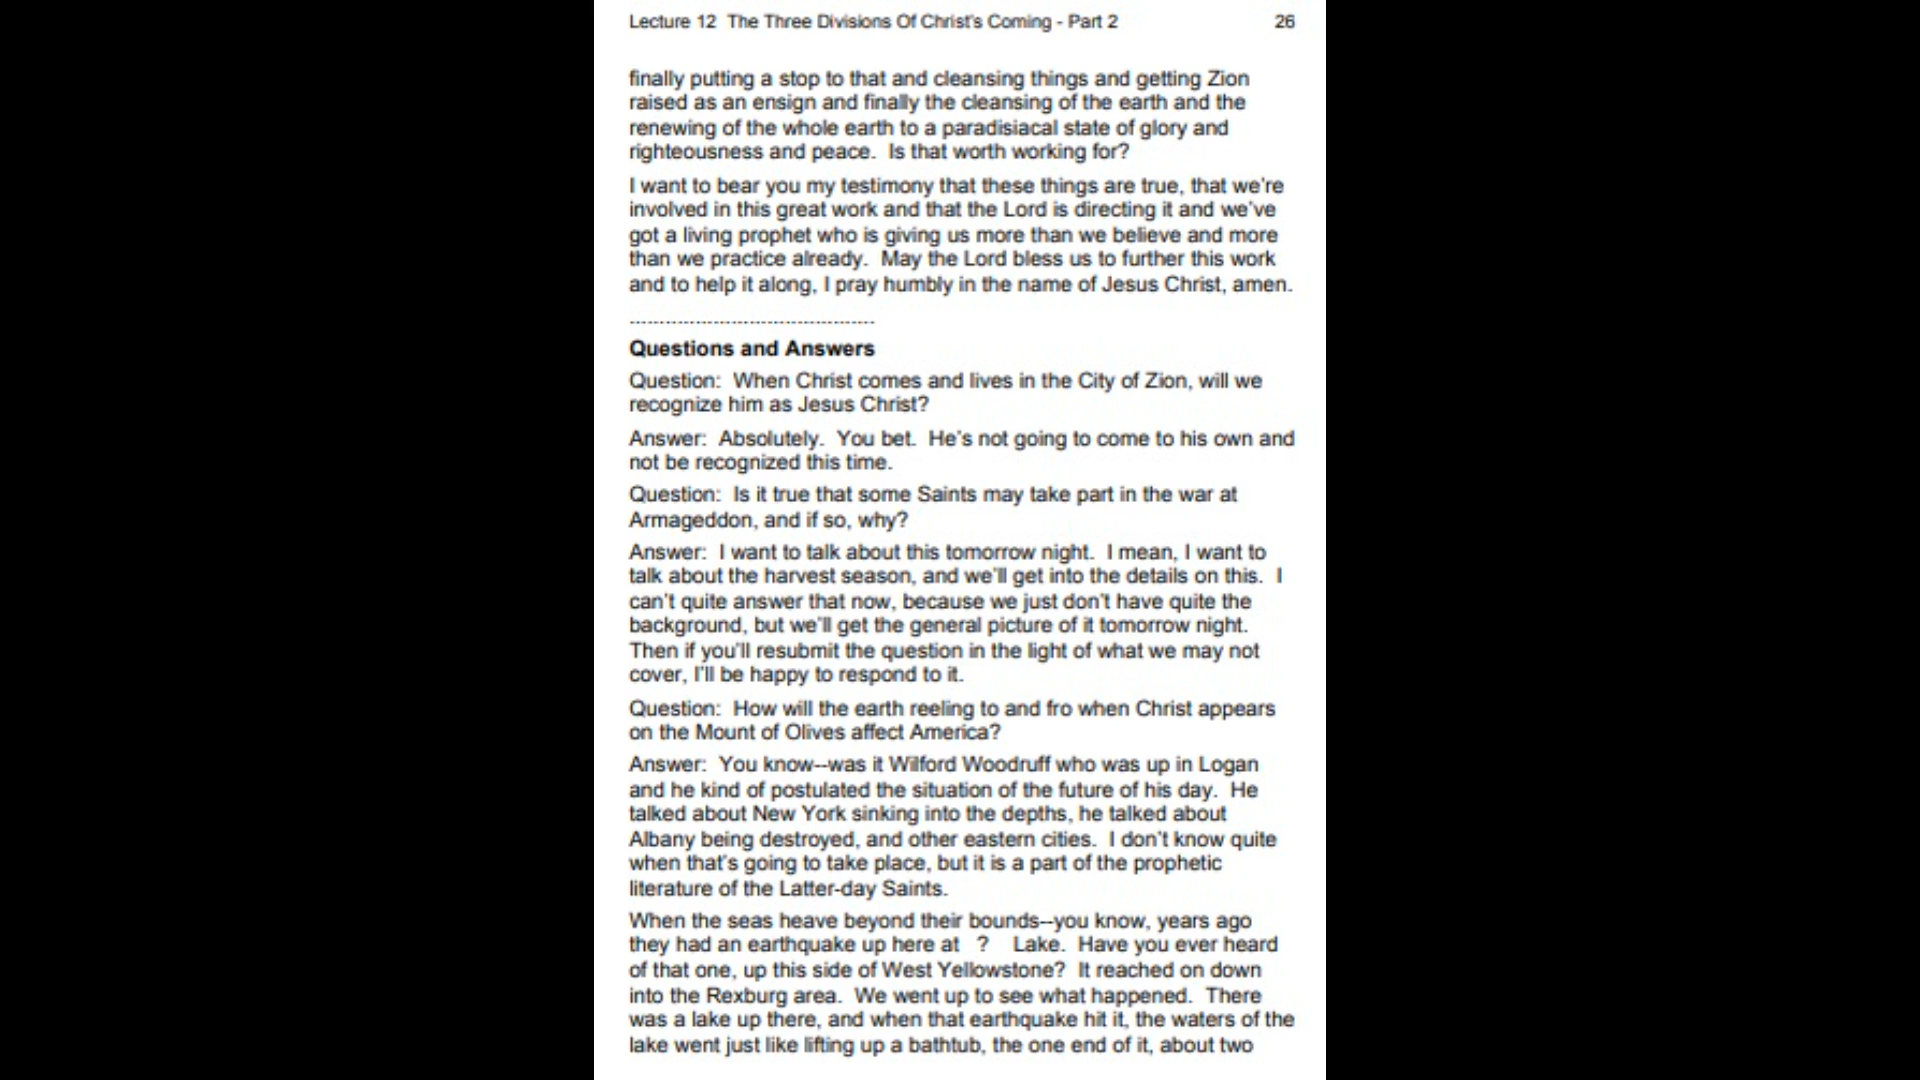 Lecture 12  The Three Divisions Of Christ's Coming - Part 2 26
finally putting a stop to that and cleansing things and getting Zion
raised as an ensign and finally the cleansing of the earth and the
renewing of the whole earth to a paradisiacal state of glory and
righteousness and peace.  Is that worth working for?
I want to bear you my testimony that these things are true, that we're
involved in this great work and that the Lord is directing it and we've
got a living prophet who is giving us more than we believe and more
than we practice already.  May the Lord bless us to further this work
and to help it along, I pray humbly in the name of Jesus Christ, amen.
-----------------------------------------
Questions and Answers
Question:  When Christ comes and lives in the City of Zion, will we
recognize him as Jesus Christ?
Answer:  Absolutely.  You bet.  He's not going to come to his own and
not be recognized this time.
Question:  Is it true that some Saints may take part in the war at
Armageddon, and if so, why?
Answer:  I want to talk about this tomorrow night.  I mean, I want to
talk about the harvest season, and we'll get into the details on this.  I
can't quite answer that now, because we just don't have quite the
background, but we'll get the general picture of it tomorrow night.
Then if you'll resubmit the question in the light of what we may not
cover, I'll be happy to respond to it.
Question:  How will the earth reeling to and fro when Christ appears
on the Mount of Olives affect America?
Answer:  You know--was it Wilford Woodruff who was up in Logan
and he kind of postulated the situation of the future of his day.  He
talked about New York sinking into the depths, he talked about
Albany being destroyed, and other eastern cities.  I don't know quite
when that's going to take place, but it is a part of the prophetic
literature of the Latter-day Saints.
When the seas heave beyond their bounds--you know, years ago
they had an earthquake up here at   ?   Lake.  Have you ever heard
of that one, up this side of West Yellowstone?  It reached on down
into the Rexburg area.  We went up to see what happened.  There
was a lake up there, and when that earthquake hit it, the waters of the
lake went just like lifting up a bathtub, the one end of it, about two